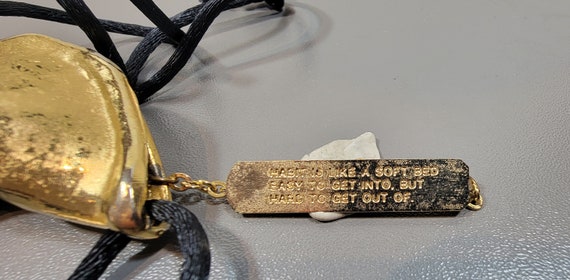 HABIT IS LIKE A SOFT BED
EASY TO GET INTO, BUT
HARD TO GET OUT OF.